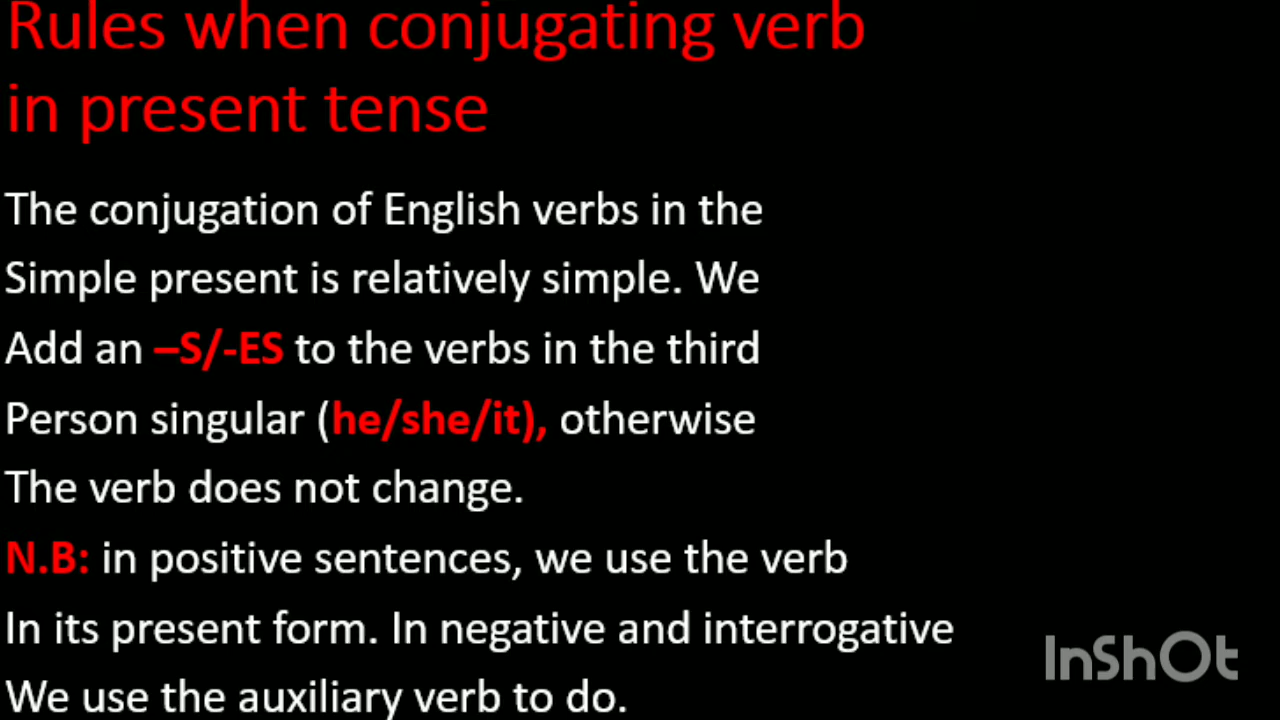 Rules when conjugating verb
in present tense
The conjugation of English verbs in the
Simple present is relatively simple. We
Add an –S/-ES to the verbs in the third
Person singular (he/she/it), otherwise
The verb does not change.
N.B: in positive sentences, we use the verb
In its present form. In negative and interrogative
We use the auxiliary verb to do.
InShOt